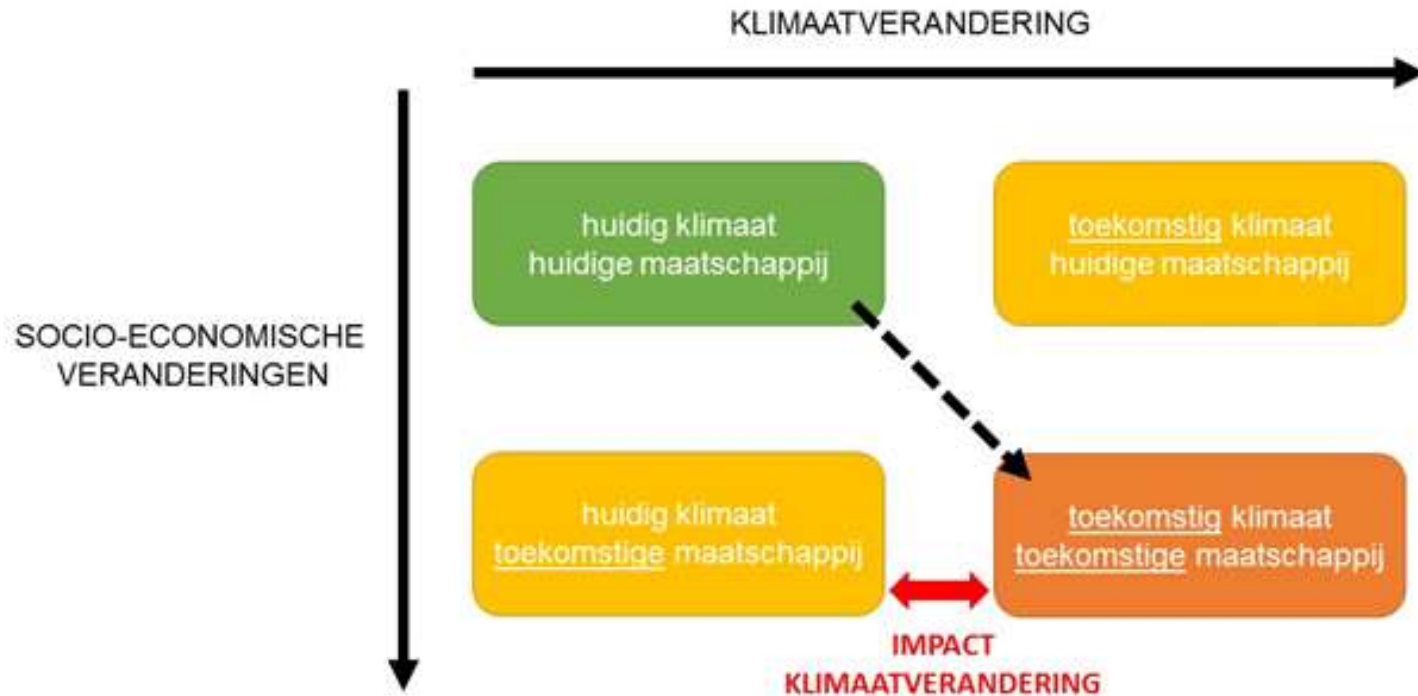 KLIMAATVERANDERING
huidig klimaat
huidige maatschappij
toekomstig klimaat
huidige maatschappij
SOCIO-ECONOMISCHE
VERANDERINGEN
huidig klimaat
toekomstige maatschappij
toekomstig klimaat
toekomstige maatschappij
IMPACT
KLIMAATVERANDERING